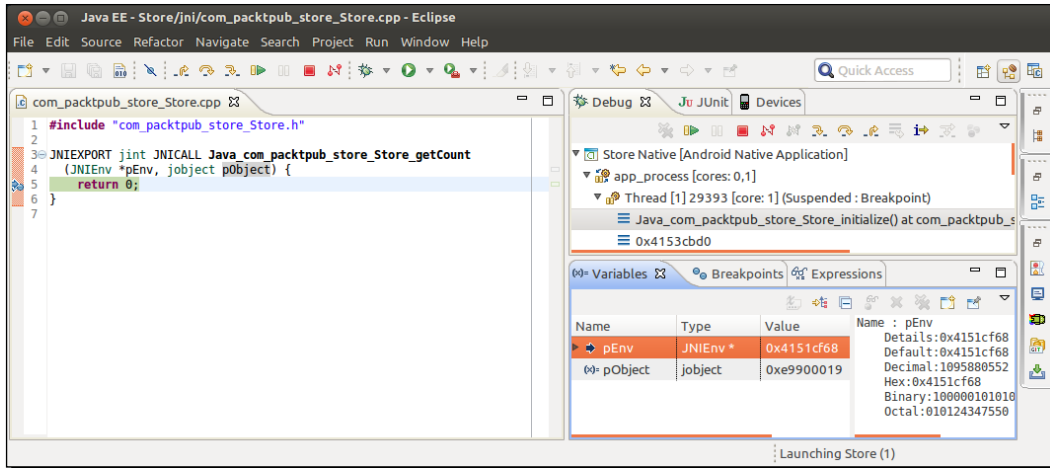 Java EE - Store/jni/com_packtpub_store_Store.cpp - Eclipse
File Edit Source Refactor Navigate Search Project Run Window Help
Quick Access
com_packtpub_store_Store.cpp
1 #include "com_packtpub_store_Store.h"
2
3 JNIEXPORT jint JNICALL Java_com_packtpub_store_Store_getCount
4 (JNIEnv *pEnv, jobject pObject) {
5 return 0;
6 }
7
Debug Ju JUnit Devices
Store Native [Android Native Application]
app_process [cores: 0,1]
Thread [1] 29393 [core: 1] (Suspended : Breakpoint)
Java_com_packtpub_store_Store_initialize() at com_packtpub_s
0x4153cbd0
(x)= Variables Breakpoints Expressions
Name Type Value
pEnv JNIEnv * 0x4151cf68
(x)= pObject jobject 0xe9900019
Name : pEnv
Details:0x4151cf68
Default:0x4151cf68
Decimal:1095880552
Hex:0x4151cf68
Binary:100000101010
Octal:010124347550
Launching Store (1)